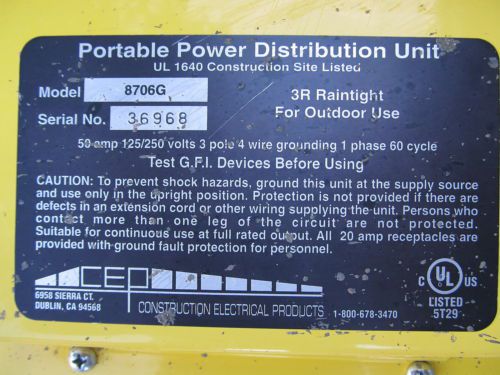 Portable Power Distribution Unit
UL 1640 Construction Site Listed
Model 8706G
3R Raintight
For Outdoor Use
Serial No. 36968
50 amp 125/250 volts 3 pole 4 wire grounding 1 phase 60 cycle
Test G.F.I. Devices Before Using
CAUTION: To prevent shock hazards, ground this unit at the supply source
and use only in the upright position. Protection is not provided if there are
defects in an extension cord or other wiring supplying the unit. Persons who
contact more than one leg of the circuit are not protected.
Suitable for continuous use at full rated output. All 20 amp receptacles are
provided with ground fault protection for personnel.
CEP
6958 SIERRA CT.
DUBLIN, CA 94568
CONSTRUCTION ELECTRICAL PRODUCTS
1-800-678-3470
C UL US
LISTED
5T29